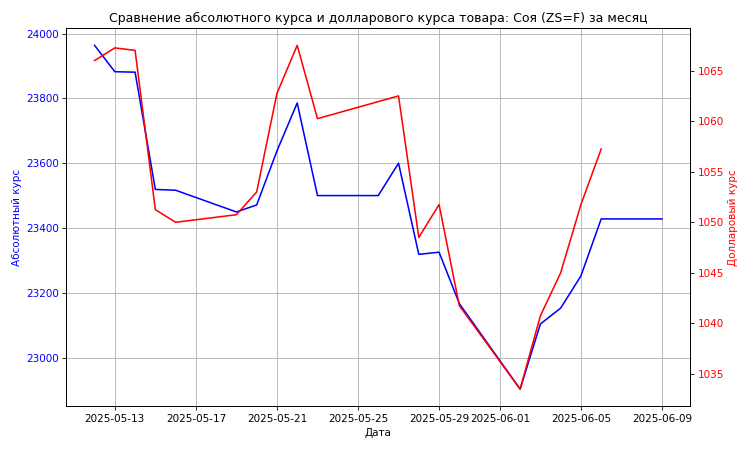 Сравнение абсолютного курса и долларового курса товара: Соя (ZS=F) за месяц
24000
23800
23600
23400
23200
23000
Абсолютный курс
1065
1060
1055
1050
1045
1040
1035
Долларовый курс
2025-05-13 2025-05-17 2025-05-21 2025-05-25 2025-05-29 2025-06-01 2025-06-05 2025-06-09
Дата